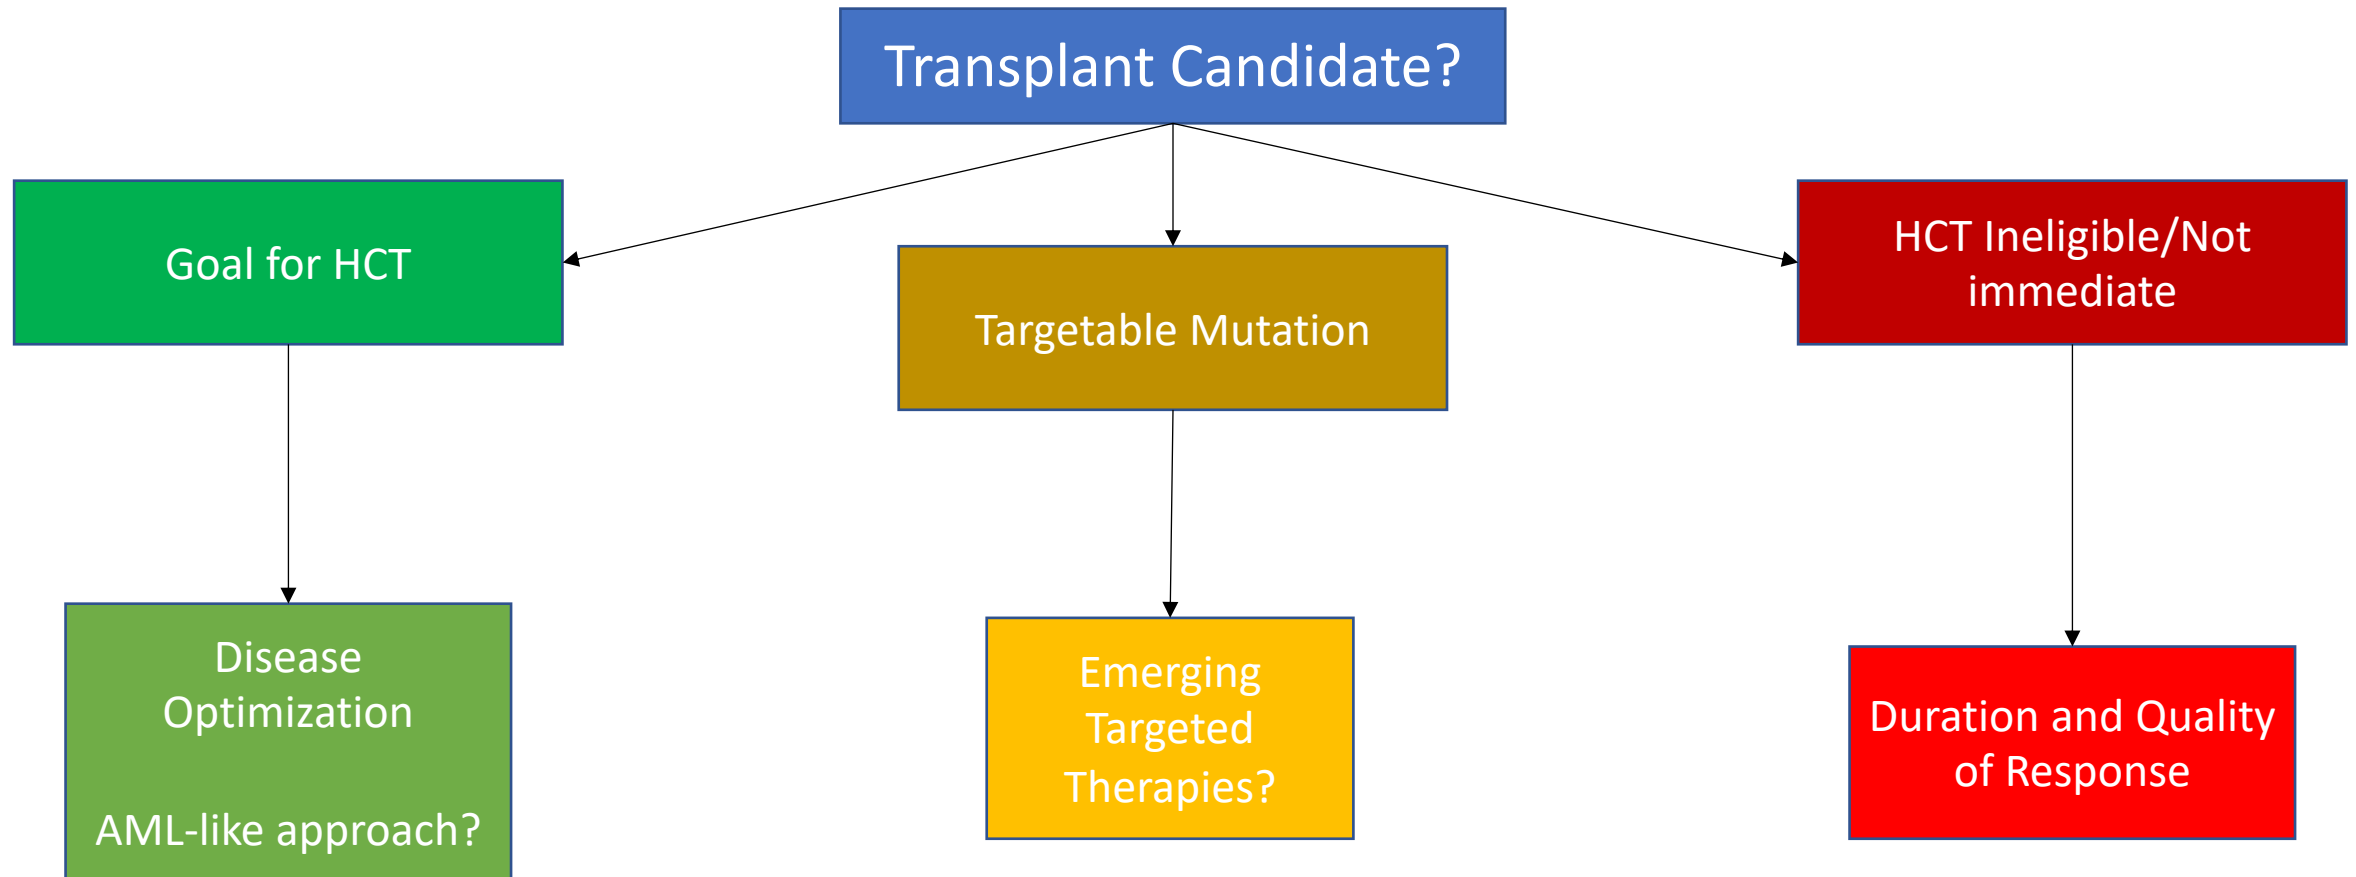 Transplant Candidate?
Goal for HCT
Targetable Mutation
HCT Ineligible/Not
immediate
Disease
Optimization
AML-like approach?
Emerging
Targeted
Therapies?
Duration and Quality
of Response